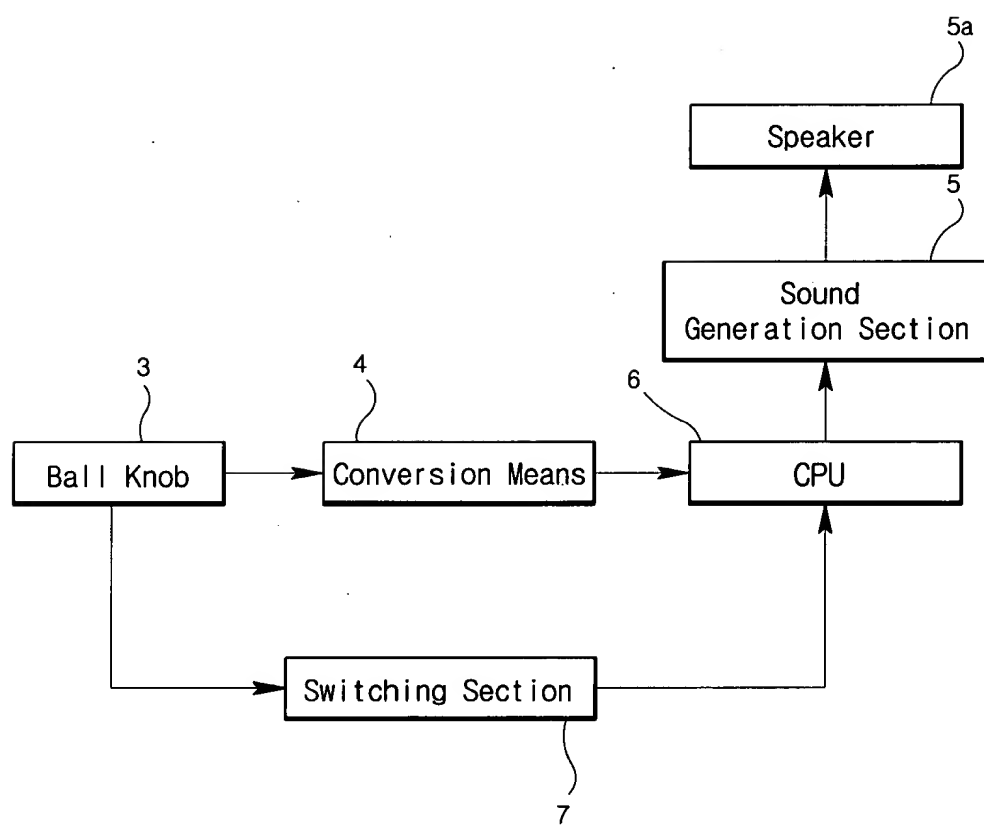 5a
Speaker
5
Sound
Generation Section
3
4
6
Ball Knob
Conversion Means
CPU
Switching Section
7